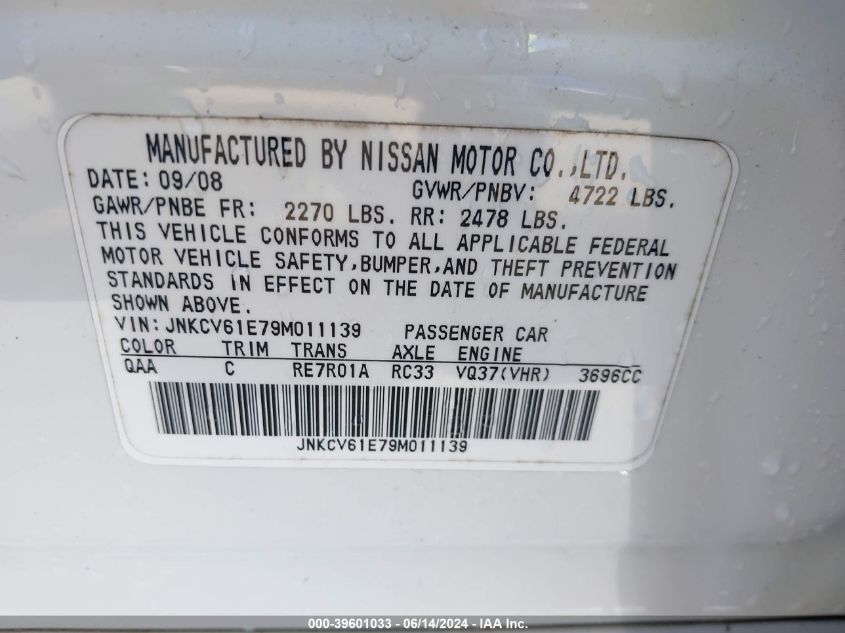 MANUFACTURED BY NISSAN MOTOR CO.,LTD.
DATE: 09/08 GVWR/PNBV: 4722 LBS.
GAWR/PNBE FR: 2270 LBS. RR: 2478 LBS.
THIS VEHICLE CONFORMS TO ALL APPLICABLE FEDERAL
MOTOR VEHICLE SAFETY,BUMPER,AND THEFT PREVENTION
STANDARDS IN EFFECT ON THE DATE OF MANUFACTURE
SHOWN ABOVE.
VIN: JNKCV61E79M011139 PASSENGER CAR
COLOR TRIM TRANS AXLE ENGINE
QAA C RE7R01A RC33 VQ37(VHR) 3696CC
JNKCV61E79M011139
000-39601033 - 06/14/2024 - IAA Inc.